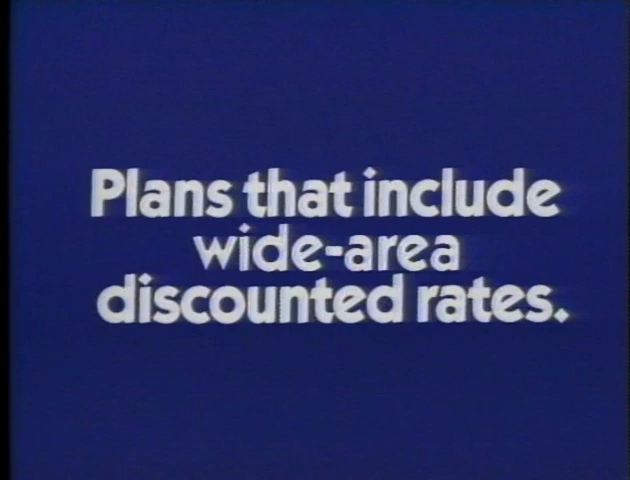 Plans that include
wide-area
discounted rates.